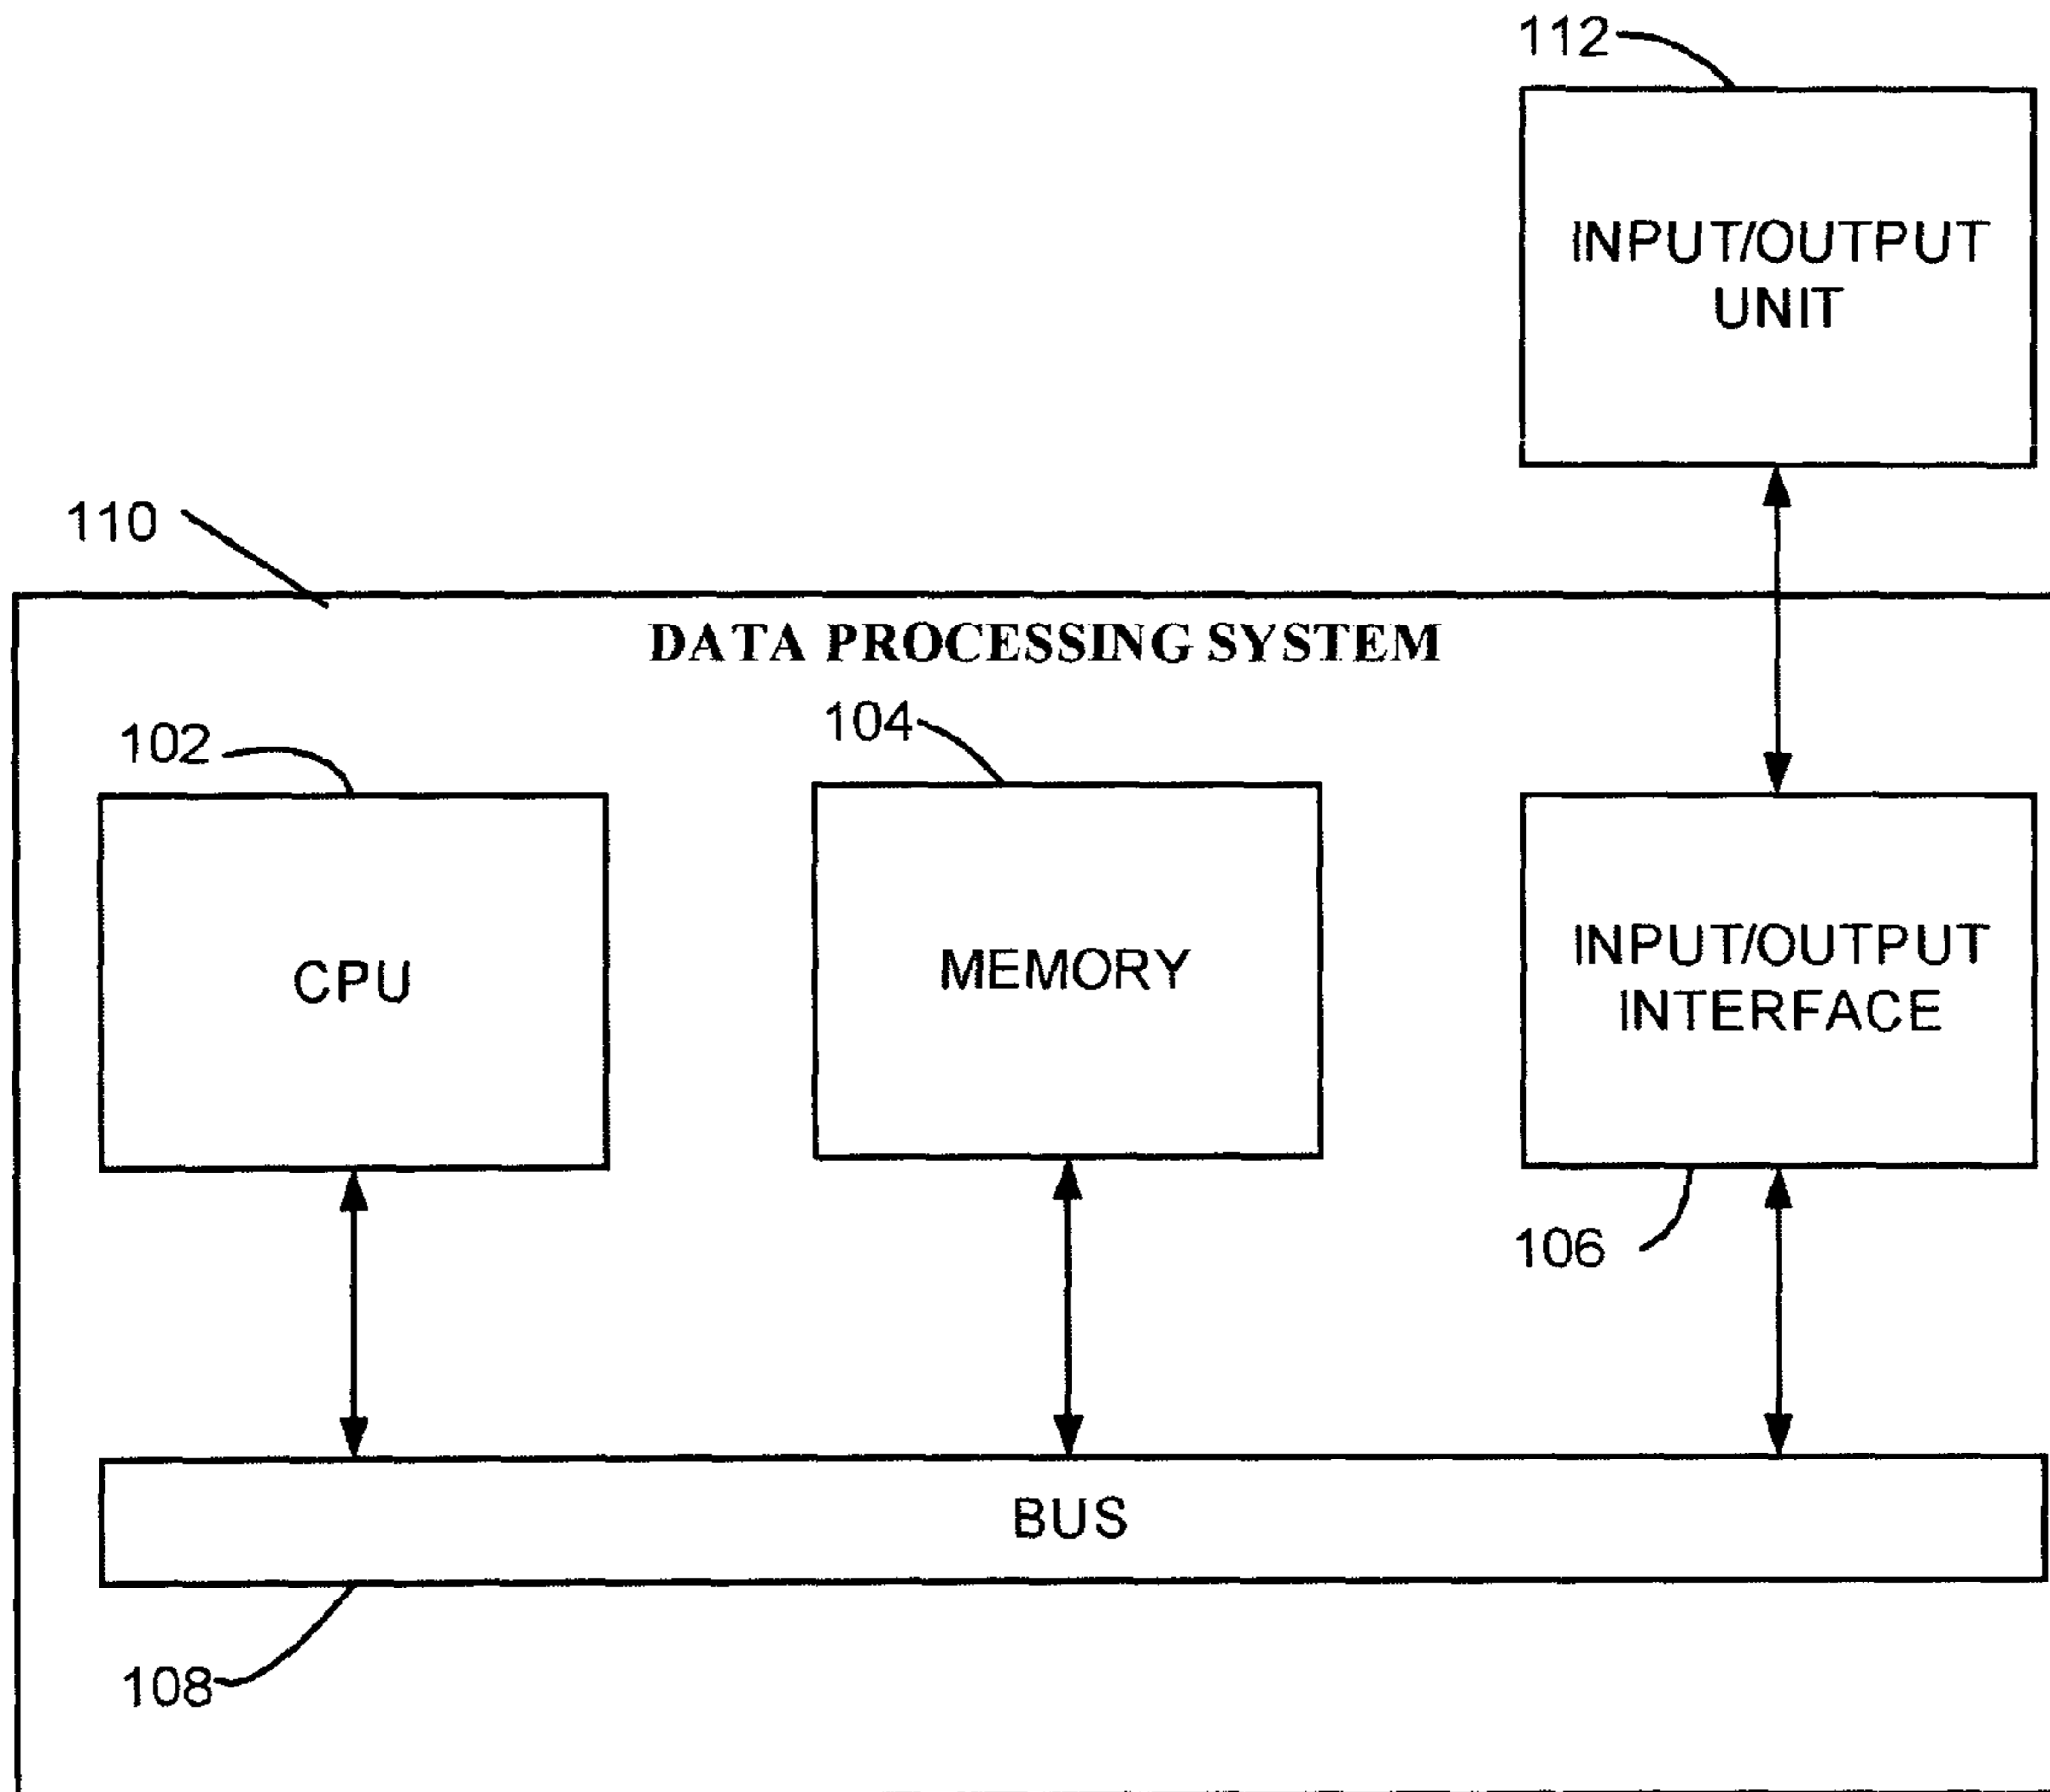 112
INPUT/OUTPUT
UNIT
110
DATA PROCESSING SYSTEM
102
104
CPU
MEMORY
INPUT/OUTPUT
INTERFACE
106
BUS
108